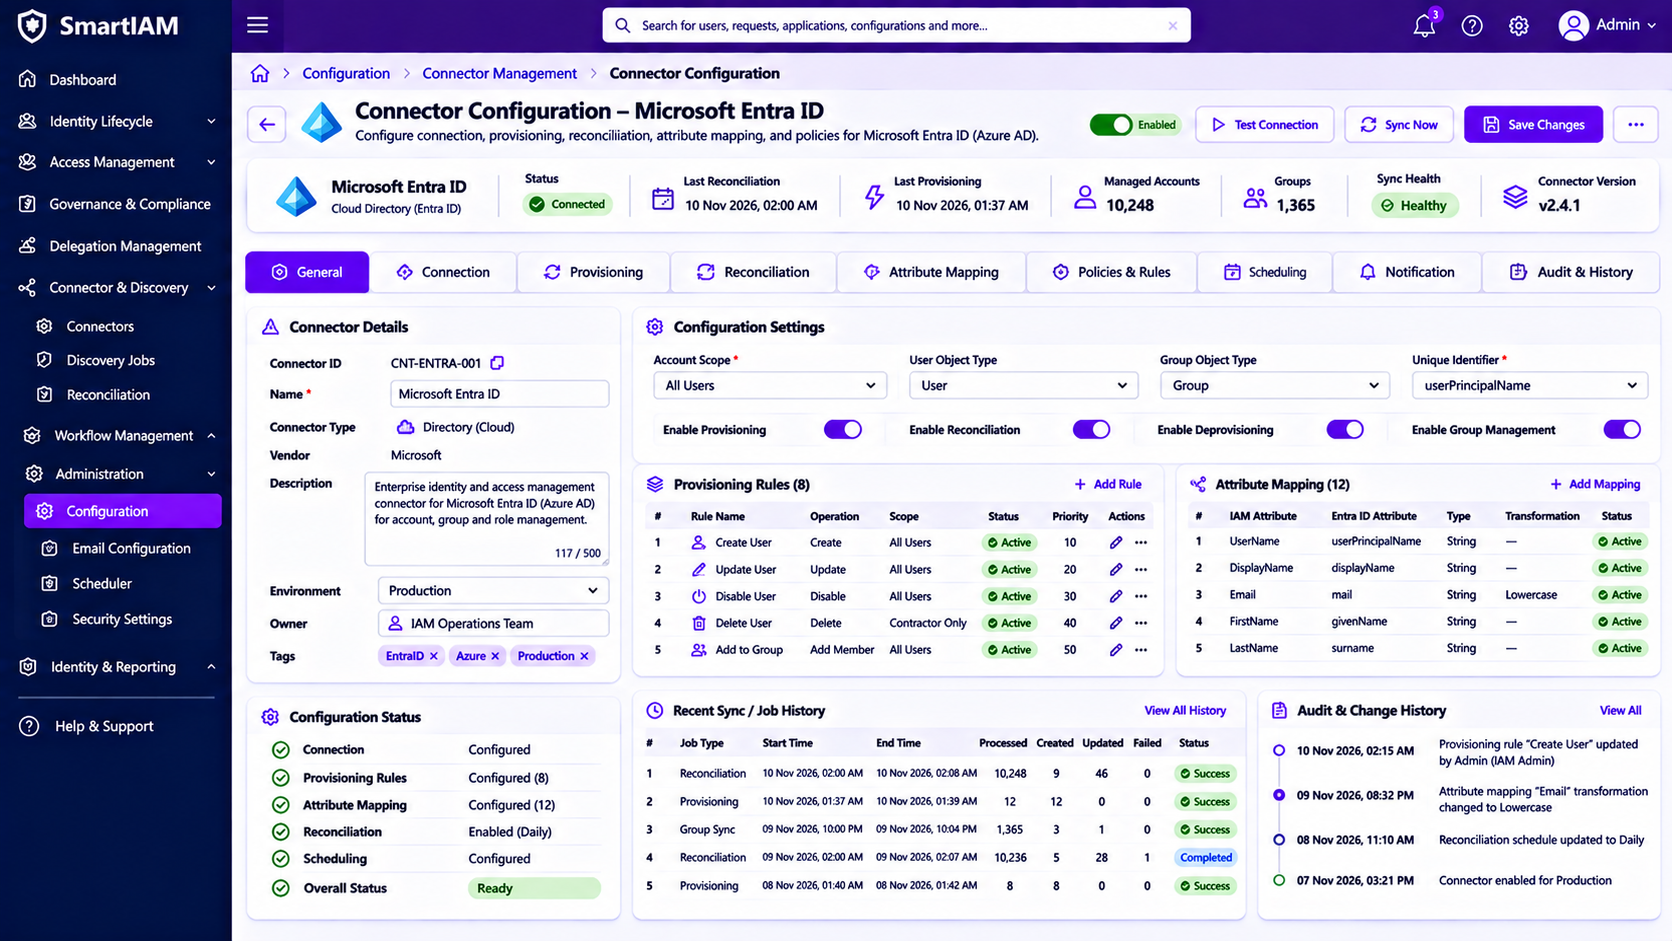 SmartIAM
Search for users, requests, applications, configurations and more...
3
Admin
Dashboard
Identity Lifecycle
Access Management
Governance & Compliance
Delegation Management
Connector & Discovery
Connectors
Discovery Jobs
Reconciliation
Workflow Management
Administration
Configuration
Email Configuration
Scheduler
Security Settings
Identity & Reporting
Help & Support
Configuration > Connector Management > Connector Configuration
Connector Configuration – Microsoft Entra ID
Configure connection, provisioning, reconciliation, attribute mapping, and policies for Microsoft Entra ID (Azure AD).
Enabled
Test Connection
Sync Now
Save Changes
Microsoft Entra ID
Cloud Directory (Entra ID)
Status
Connected
Last Reconciliation
10 Nov 2026, 02:00 AM
Last Provisioning
10 Nov 2026, 01:37 AM
Managed Accounts
10,248
Groups
1,365
Sync Health
Healthy
Connector Version
v2.4.1
General Connection Provisioning Reconciliation Attribute Mapping Policies & Rules Scheduling Notification Audit & History
Connector Details
Connector ID CNT-ENTRA-001
Name * Microsoft Entra ID
Connector Type Directory (Cloud)
Vendor Microsoft
Description Enterprise identity and access management
connector for Microsoft Entra ID (Azure AD)
for account, group and role management.
117 / 500
Environment Production
Owner IAM Operations Team
Tags EntraID × Azure × Production ×
Configuration Settings
Account Scope * User Object Type Group Object Type Unique Identifier *
All Users User Group userPrincipalName
Enable Provisioning Enable Reconciliation Enable Deprovisioning Enable Group Management
Provisioning Rules (8)
+ Add Rule
# Rule Name Operation Scope Status Priority Actions
1 Create User Create All Users Active 10
2 Update User Update All Users Active 20
3 Disable User Disable All Users Active 30
4 Delete User Delete Contractor Only Active 40
5 Add to Group Add Member All Users Active 50
Attribute Mapping (12)
+ Add Mapping
# IAM Attribute Entra ID Attribute Type Transformation Status
1 UserName userPrincipalName String — Active
2 DisplayName displayName String — Active
3 Email mail String Lowercase Active
4 FirstName givenName String — Active
5 LastName surname String — Active
Configuration Status
Connection Configured
Provisioning Rules Configured (8)
Attribute Mapping Configured (12)
Reconciliation Enabled (Daily)
Scheduling Configured
Overall Status Ready
Recent Sync / Job History
View All History
# Job Type Start Time End Time Processed Created Updated Failed Status
1 Reconciliation 10 Nov 2026, 02:00 AM 10 Nov 2026, 02:08 AM 10,248 9 46 0 Success
2 Provisioning 10 Nov 2026, 01:37 AM 10 Nov 2026, 01:39 AM 12 12 0 0 Success
3 Group Sync 09 Nov 2026, 10:00 PM 09 Nov 2026, 10:04 PM 1,365 3 1 0 Success
4 Reconciliation 09 Nov 2026, 02:00 AM 09 Nov 2026, 02:07 AM 10,236 5 28 1 Completed
5 Provisioning 08 Nov 2026, 01:40 AM 08 Nov 2026, 01:42 AM 8 8 0 0 Success
Audit & Change History
View All
10 Nov 2026, 02:15 AM Provisioning rule “Create User” updated
by Admin (IAM Admin)
09 Nov 2026, 08:32 PM Attribute mapping “Email” transformation
changed to Lowercase
08 Nov 2026, 11:10 AM Reconciliation schedule updated to Daily
07 Nov 2026, 03:21 PM Connector enabled for Production